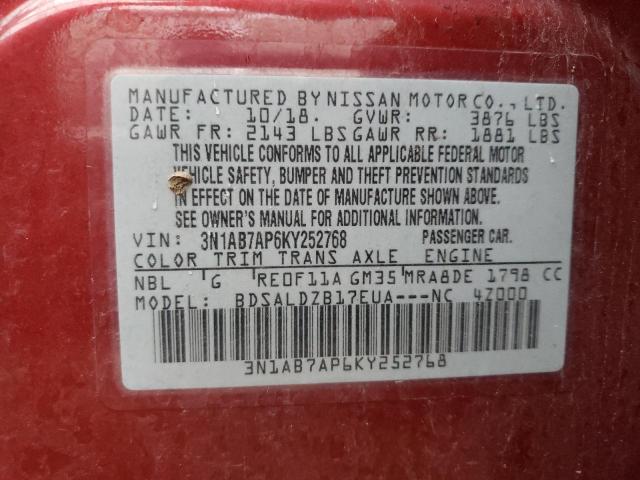 MANUFACTURED BY NISSAN MOTOR CO., LTD.
DATE: 10/18. GVWR: 3876 LBS
GAWR FR: 2143 LBS GAWR RR: 1881 LBS
THIS VEHICLE CONFORMS TO ALL APPLICABLE FEDERAL MOTOR
VEHICLE SAFETY, BUMPER AND THEFT PREVENTION STANDARDS
IN EFFECT ON THE DATE OF MANUFACTURE SHOWN ABOVE.
SEE OWNER'S MANUAL FOR ADDITIONAL INFORMATION.
VIN: 3N1AB7AP6KY252768 PASSENGER CAR.
COLOR TRIM TRANS AXLE ENGINE
NBL G RE0F11A GM35 MRA8DE 1798 CC
MODEL: BDSALDZB17EUA---NC 4Z000
3N1AB7AP6KY252768